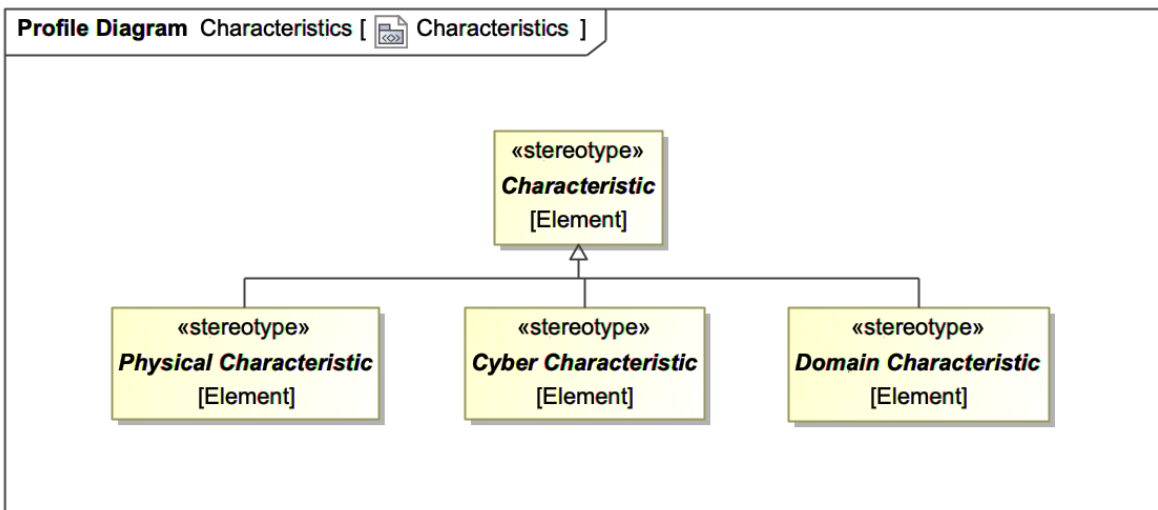 Profile Diagram Characteristics [ Characteristics ]
«stereotype»
Characteristic
[Element]
«stereotype»
Physical Characteristic
[Element]
«stereotype»
Cyber Characteristic
[Element]
«stereotype»
Domain Characteristic
[Element]